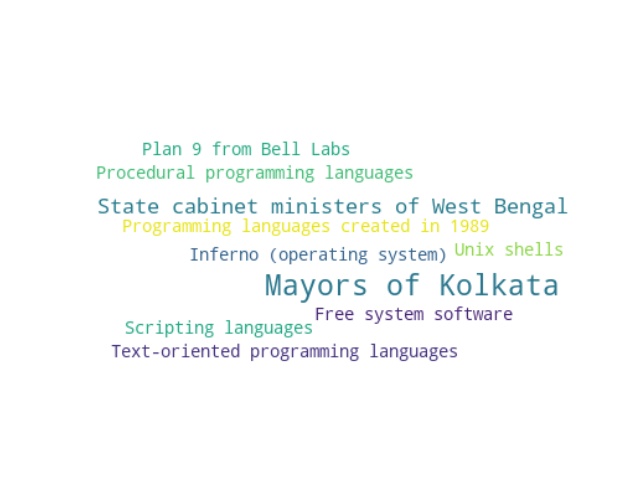 Plan 9 from Bell Labs
Procedural programming languages
State cabinet ministers of West Bengal
Programming languages created in 1989
Inferno (operating system) Unix shells
Mayors of Kolkata
Free system software
Scripting languages
Text-oriented programming languages